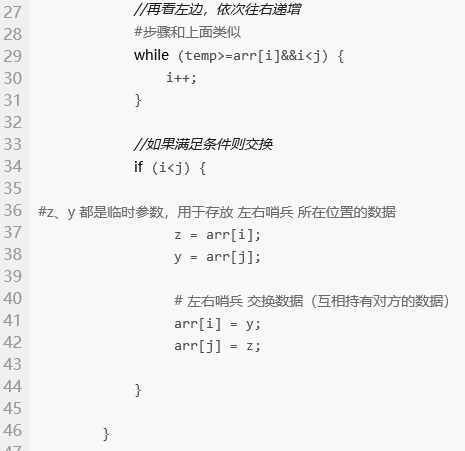 27 //再看左边，依次往右递增
28 #步骤和上面类似
29 while (temp>=arr[i]&&i<j) {
30 i++;
31 }
32
33 //如果满足条件则交换
34 if (i<j) {
35
36 #z、y 都是临时参数，用于存放 左右哨兵 所在位置的数据
37 z = arr[i];
38 y = arr[j];
39
40 # 左右哨兵 交换数据（互相持有对方的数据）
41 arr[i] = y;
42 arr[j] = z;
43
44 }
45
46 }